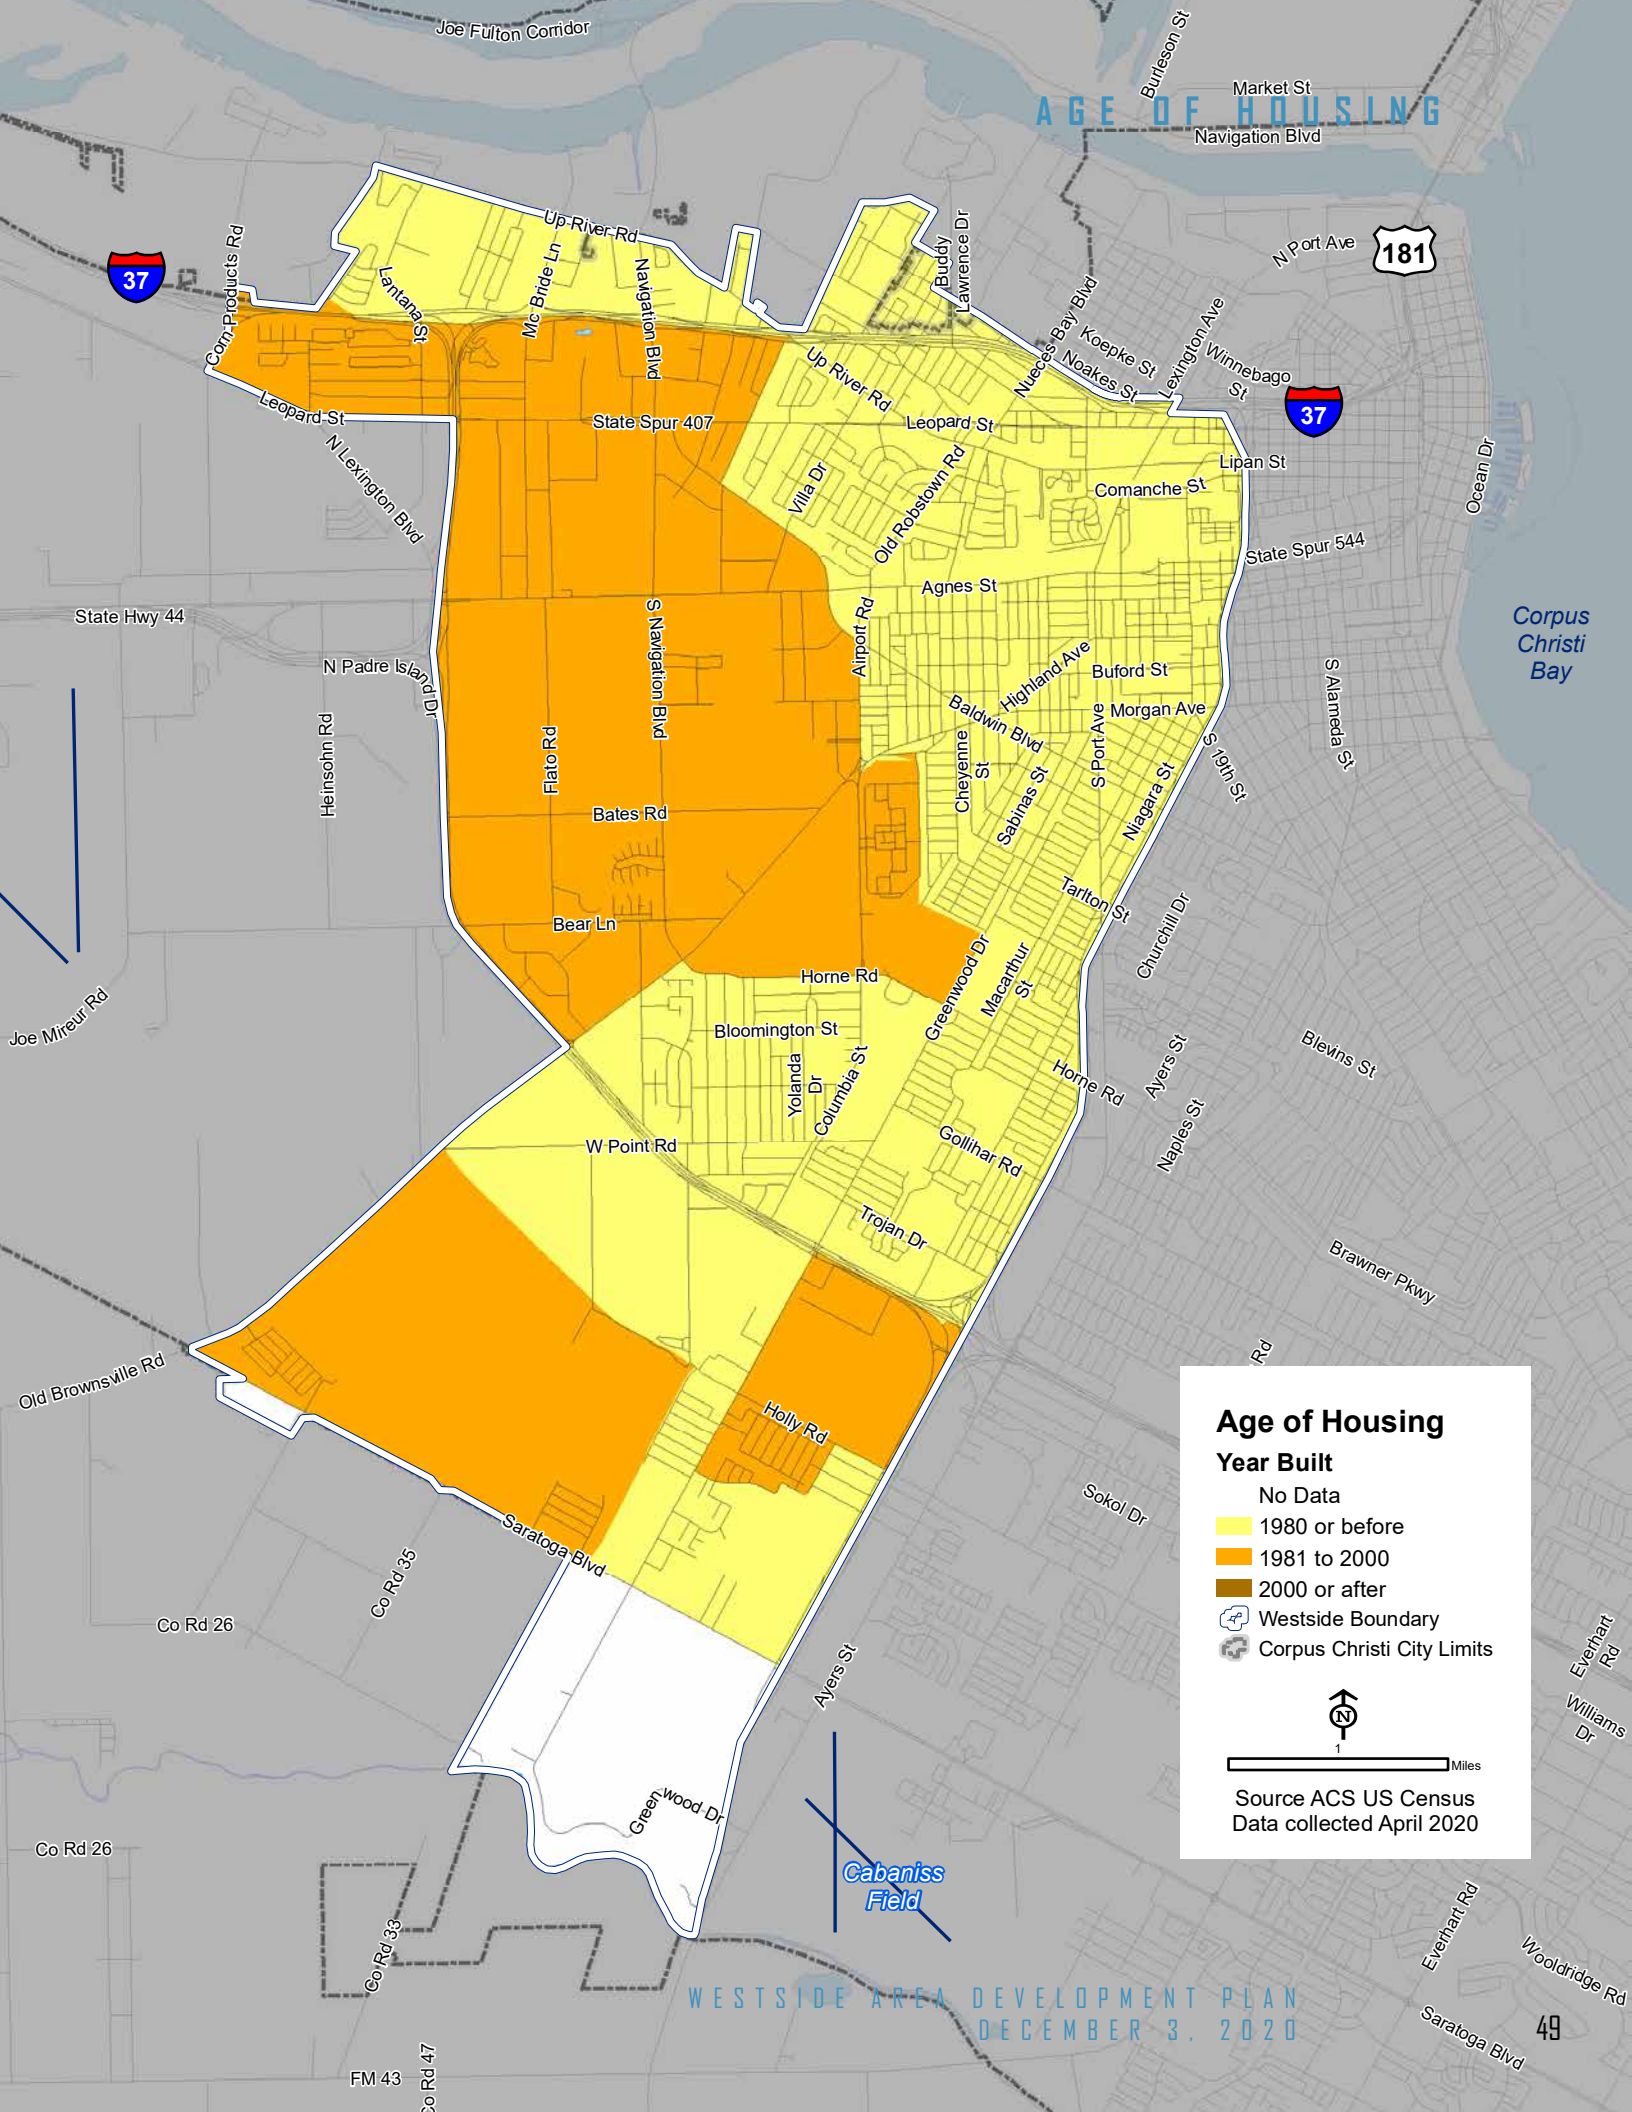 Joe Fulton Corridor
Burleson St
Market St
AGE OF HOUSING
Navigation Blvd
Up River Rd
Buddy
Lawrence Dr
N Port Ave
181
37
Corn Products Rd
Lantana St
Mc Bride Ln
Navigation Blvd
Nueces Bay Blvd
Koepke St
Noakes St
Lexington Ave
Winnebago
St
37
Up River Rd
Leopard St
State Spur 407
Leopard St
N Lexington Blvd
Villa Dr
Old Robstown Rd
Lipan St
Comanche St
Ocean Dr
State Spur 544
Agnes St
State Hwy 44
S Navigation Blvd
Airport Rd
Corpus
Christi
Bay
N Padre Island Dr
Highland Ave
Buford St
S Alameda St
Baldwin Blvd
Morgan Ave
Heinsohn Rd
Flato Rd
Cheyenne
St
S Port Ave
S 19th St
Sabinas St
Niagara St
Bates Rd
Tarlton St
Bear Ln
Churchill Dr
Horne Rd
Greenwood Dr
Macarthur
St
Joe Mireur Rd
Bloomington St
Yolanda
Dr
Columbia St
Horne Rd
Ayers St
Blevins St
W Point Rd
Gollihar Rd
Naples St
Trojan Dr
Brawner Pkwy
Old Brownsville Rd
Rd
Holly Rd
Sokol Dr
Saratoga Blvd
Co Rd 35
Co Rd 26
Ayers St
Everhart
Rd
Williams
Dr
Age of Housing
Year Built
No Data
1980 or before
1981 to 2000
2000 or after
Westside Boundary
Corpus Christi City Limits
N
1
Miles
Source ACS US Census
Data collected April 2020
Greenwood Dr
Co Rd 26
Cabaniss
Field
Co Rd 33
Everhart Rd
Wooldridge Rd
WESTSIDE AREA DEVELOPMENT PLAN
DECEMBER 3, 2020
49
Saratoga Blvd
FM 43
Co Rd 47